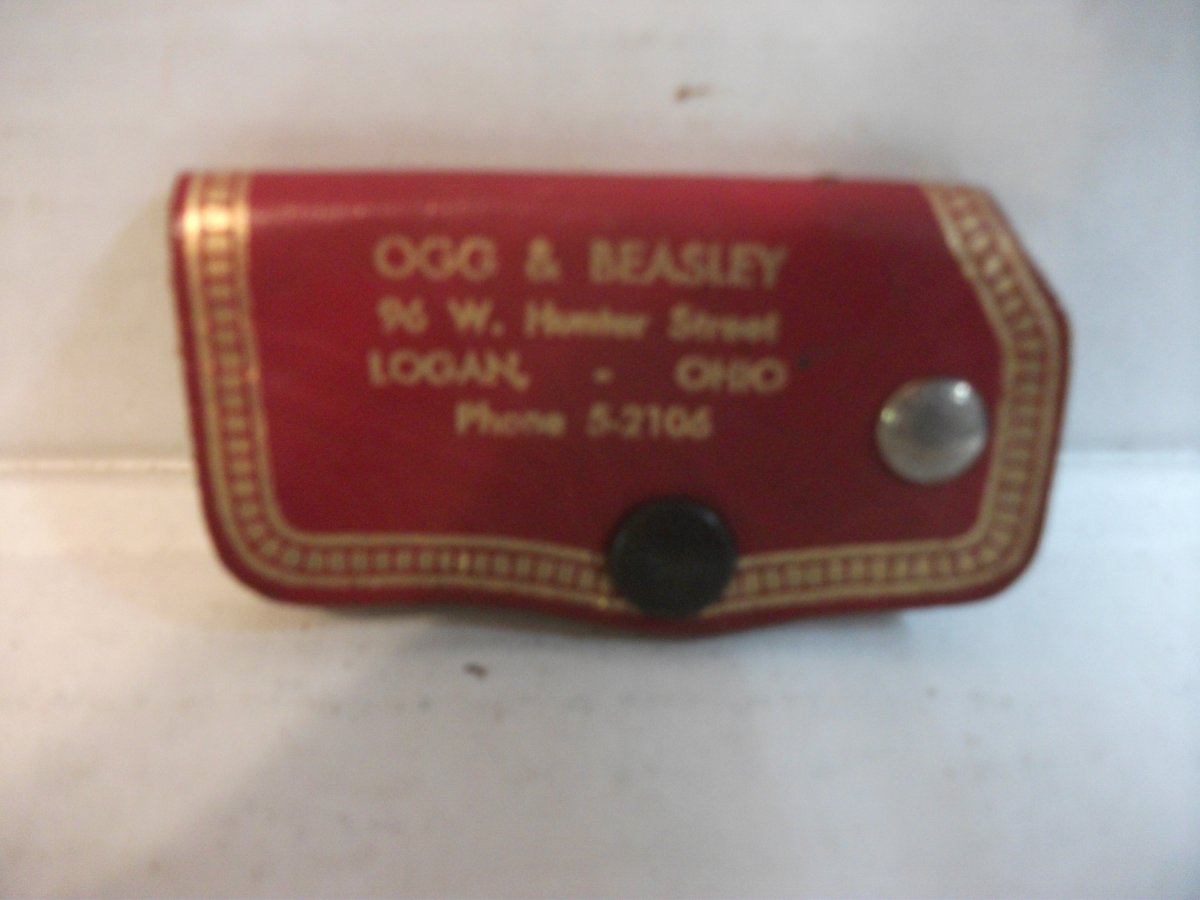 OGG & BEASLEY
96 W. Hunter Street
LOGAN, - OHIO
Phone 5-2106